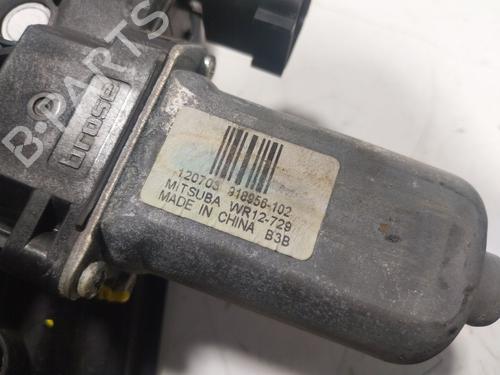 B-PARTS
brose
120703 918956-102
MITSUBA WR12-729
MADE IN CHINA B3B